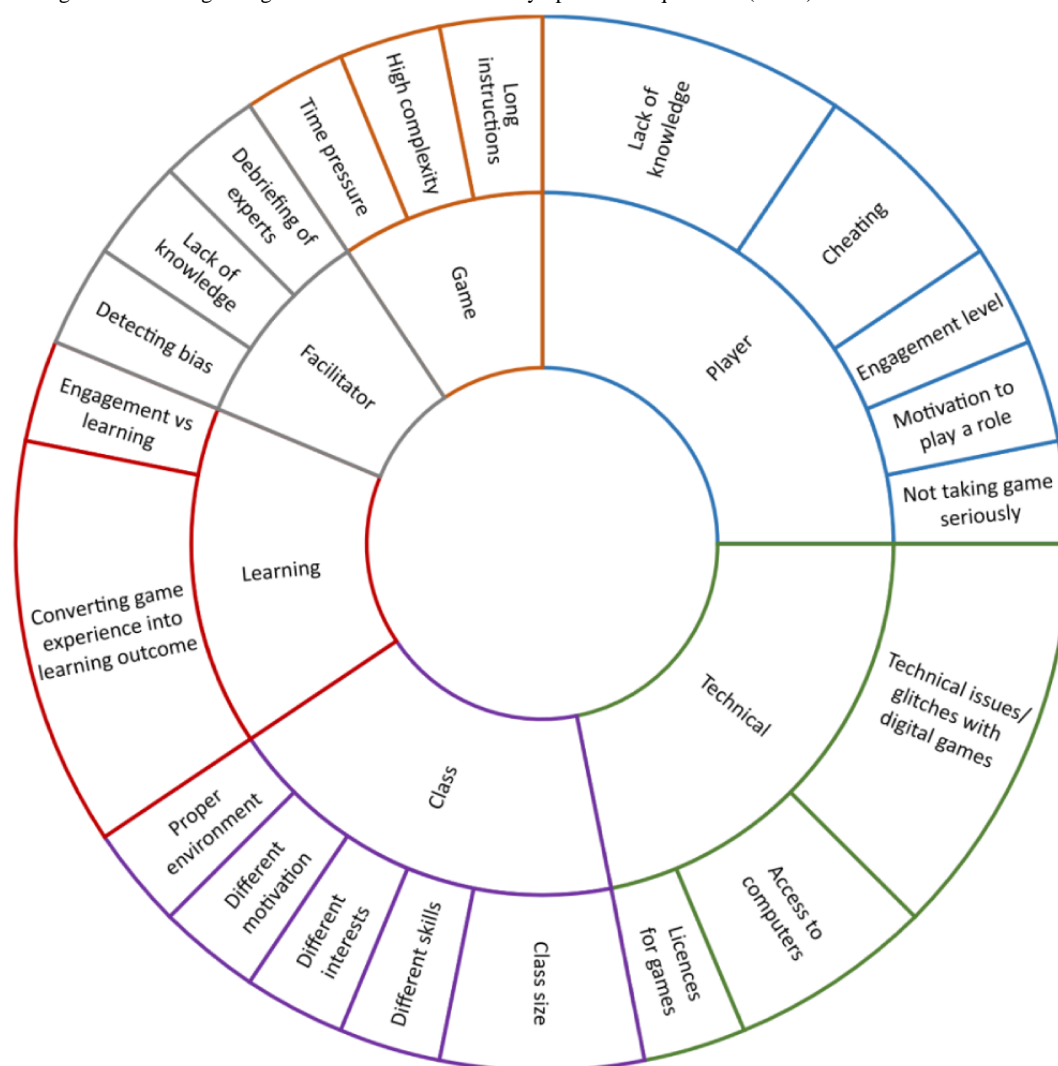 Long
instructions
High complexity
Time pressure
Game
Lack of
knowledge
Cheating
Engagement level
Motivation to
play a role
Not taking game
seriously
Player
Technical issues/
glitches with
digital games
Access to
computers
Licences
for games
Technical
Class size
Different skills
Different
interests
Different
motivation
Proper
environment
Class
Converting game
experience into
learning outcome
Engagement vs
learning
Learning
Detecting bias
Lack of
knowledge
Debriefing of
experts
Facilitator